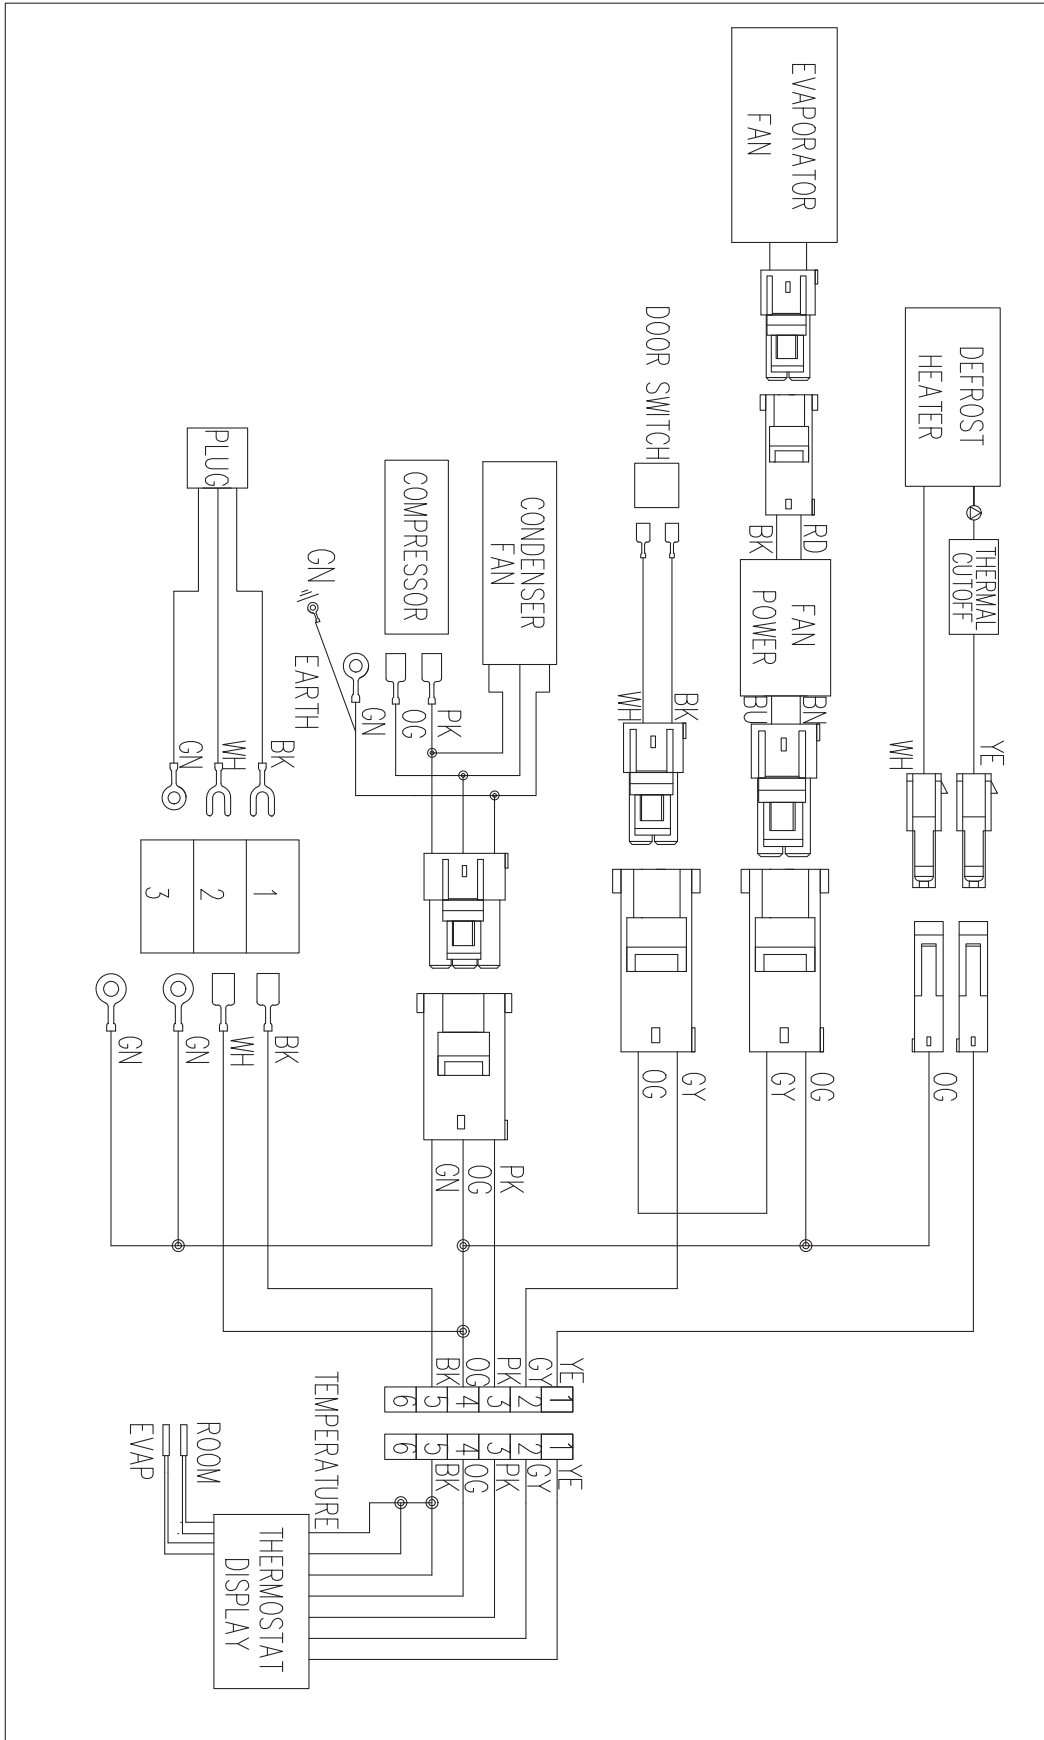 EVAPORATOR
FAN
DEFROST
HEATER
DOOR SWITCH
PLUG
COMPRESSOR
CONDENSER
FAN
RD
BK
THERMAL
CUTOFF
FAN
POWER
GN
EARTH
GN
OG
PK
WH
BK
BU
BN
WH
YE
GN
WH
BK
3
2
1
GN
GN
WH
BK
OG
GY
GY
OG
OG
GN
OG
PK
BK
OG
PK
GY
YE
6
5
4
3
2
1
6
5
4
3
2
1
BK
OG
PK
GY
YE
TEMPERATURE
ROOM
EVAP
THERMOSTAT
DISPLAY